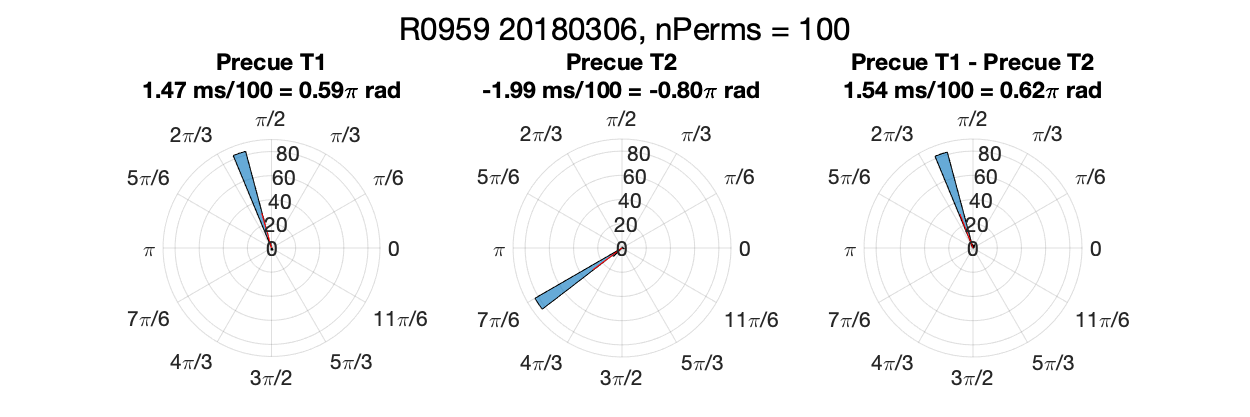 R0959 20180306, nPerms = 100
Precue T1
1.47 ms/100 = 0.59π rad
π/2
2π/3
π/3
5π/6
π/6
π
0
7π/6
11π/6
4π/3
5π/3
3π/2
80
60
40
20
0
Precue T2
-1.99 ms/100 = -0.80π rad
π/2
2π/3
π/3
5π/6
π/6
π
0
7π/6
11π/6
4π/3
5π/3
3π/2
80
60
40
20
0
Precue T1 - Precue T2
1.54 ms/100 = 0.62π rad
π/2
2π/3
π/3
5π/6
π/6
π
0
7π/6
11π/6
4π/3
5π/3
3π/2
80
60
40
20
0